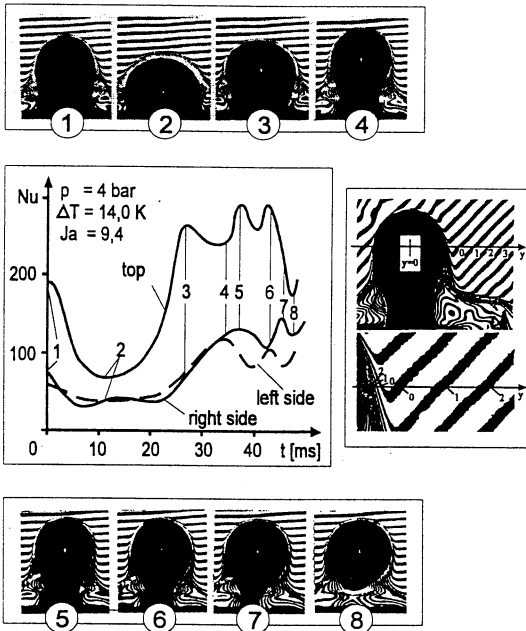 1 2 3 4
Nu
p = 4 bar
ΔT = 14,0 K
Ja = 9,4
top
200
3 4 5 6 7 8
100
1 2
left side
right side
0
0 10 20 30 40 t [ms]
y=0
0 1 2 3 y
2 1 0 0 1 2 y
5 6 7 8